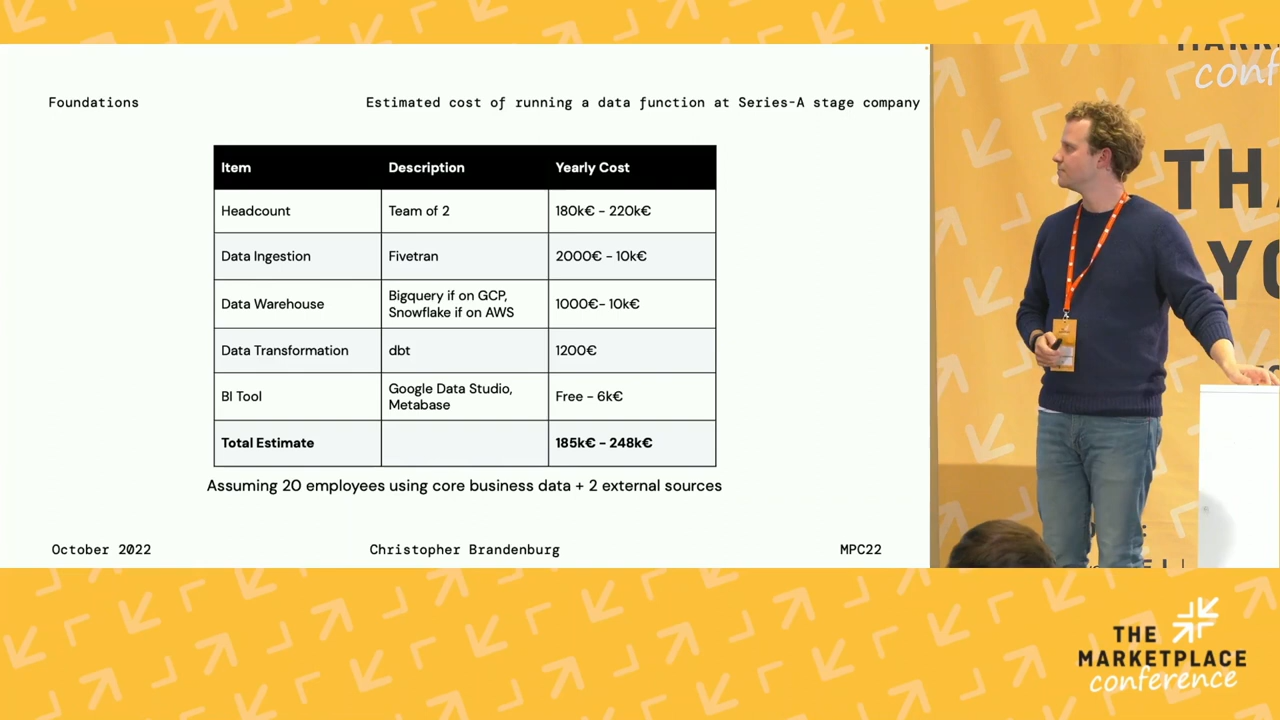 Foundations
Estimated cost of running a data function at Series-A stage company
Item Description Yearly Cost
Headcount Team of 2 180k€ - 220k€
Data Ingestion Fivetran 2000€ - 10k€
Data Warehouse Bigquery if on GCP, 1000€- 10k€
Snowflake if on AWS
Data Transformation dbt 1200€
BI Tool Google Data Studio, Free - 6k€
Metabase
Total Estimate 185k€ - 248k€
Assuming 20 employees using core business data + 2 external sources
October 2022
Christopher Brandenburg
MPC22
conf
TH
YO
THE
MARKETPLACE
conference